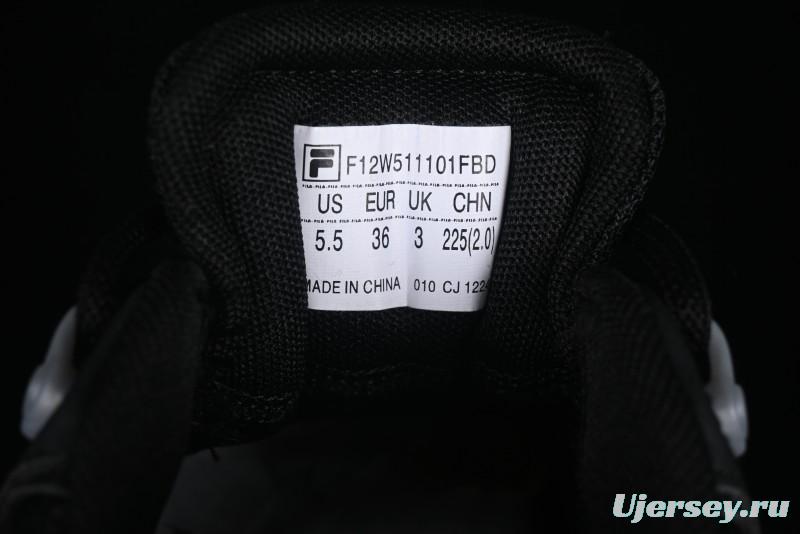 F F12W511101FBD
US EUR UK CHN
5.5 36 3 225(2.0)
MADE IN CHINA 010 CJ 1224
Ujersey.ru